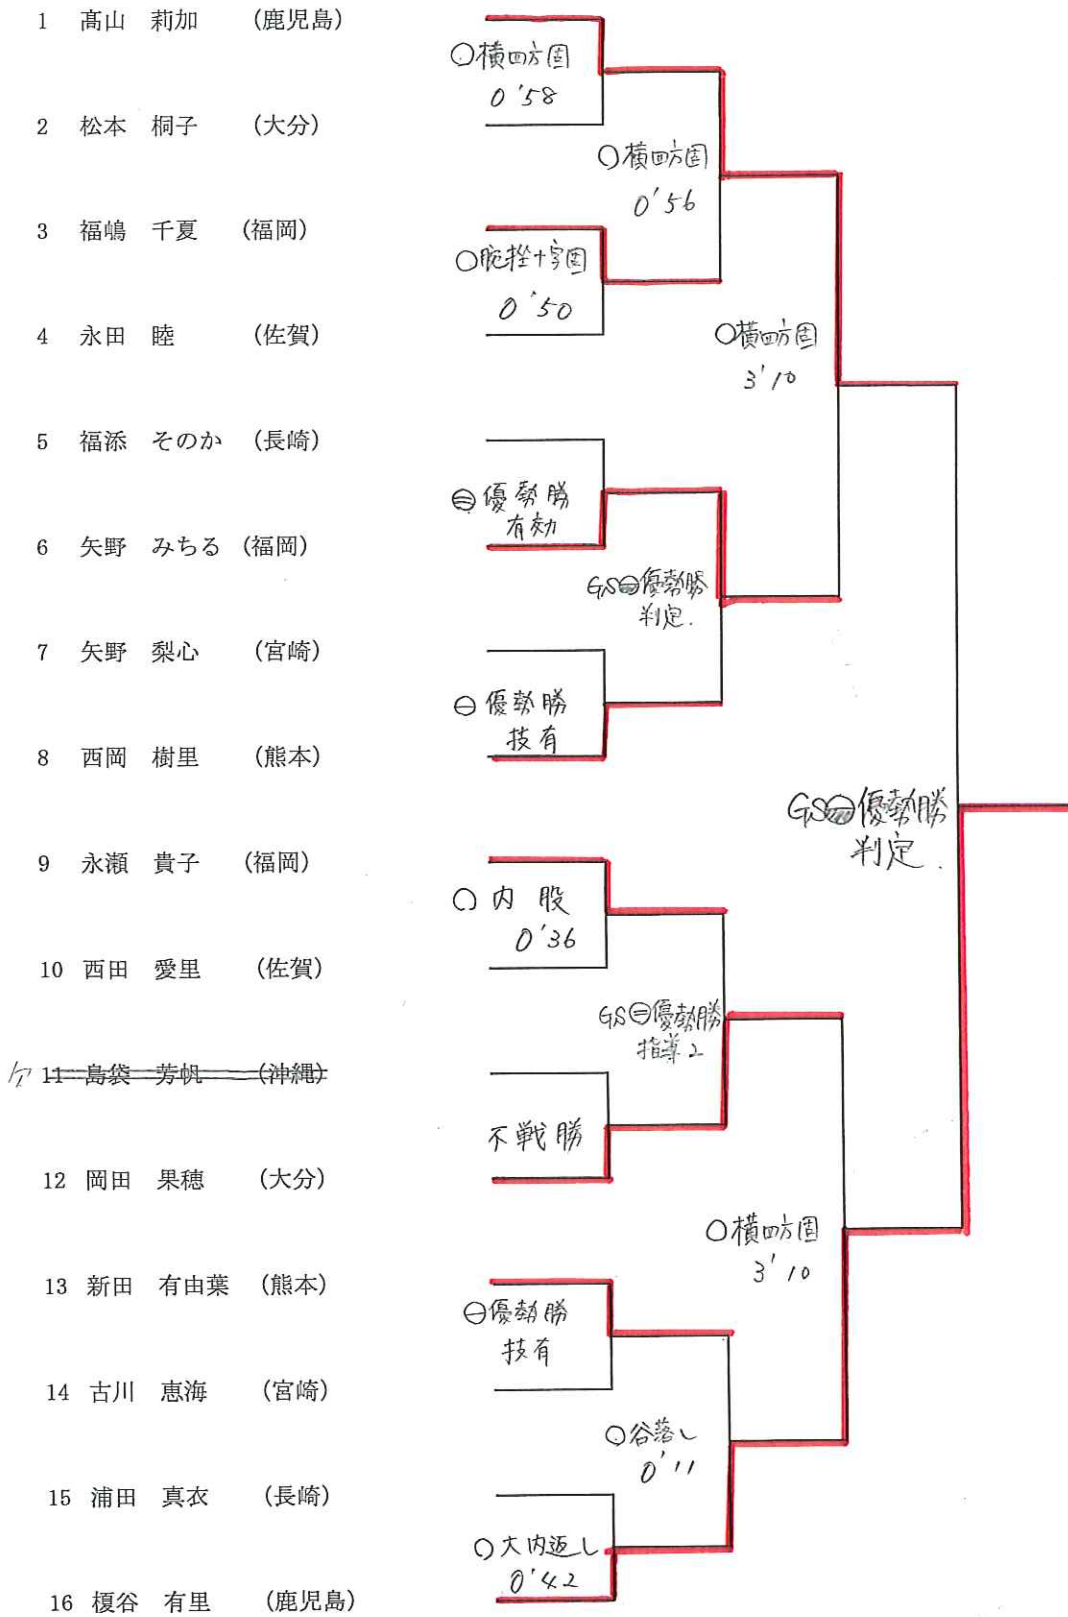 1 髙山 莉加 (鹿児島)
○横四方固
0'58
2 松本 桐子 (大分)
○横四方固
0'56
3 福嶋 千夏 (福岡)
○腕挫十字固
0'50
4 永田 睦 (佐賀)
○横四方固
3'10
5 福添 そのか (長崎)
優勢勝
有効
6 矢野 みちる (福岡)
GS 優勢勝
判定.
7 矢野 梨心 (宮崎)
㊀優勢勝
技有
8 西岡 樹里 (熊本)
GS 優勢勝
判定.
9 永瀬 貴子 (福岡)
○内股
0'36
10 西田 愛里 (佐賀)
GS㊁優勢勝
指導2
欠 11 島袋 芳帆 (沖縄)
不戦勝
12 岡田 果穂 (大分)
○横四方固
3'10
13 新田 有由葉 (熊本)
㊀優勢勝
技有
14 古川 恵海 (宮崎)
○谷落し
0'11
15 浦田 真衣 (長崎)
○大内返し
0'42
16 榎谷 有里 (鹿児島)